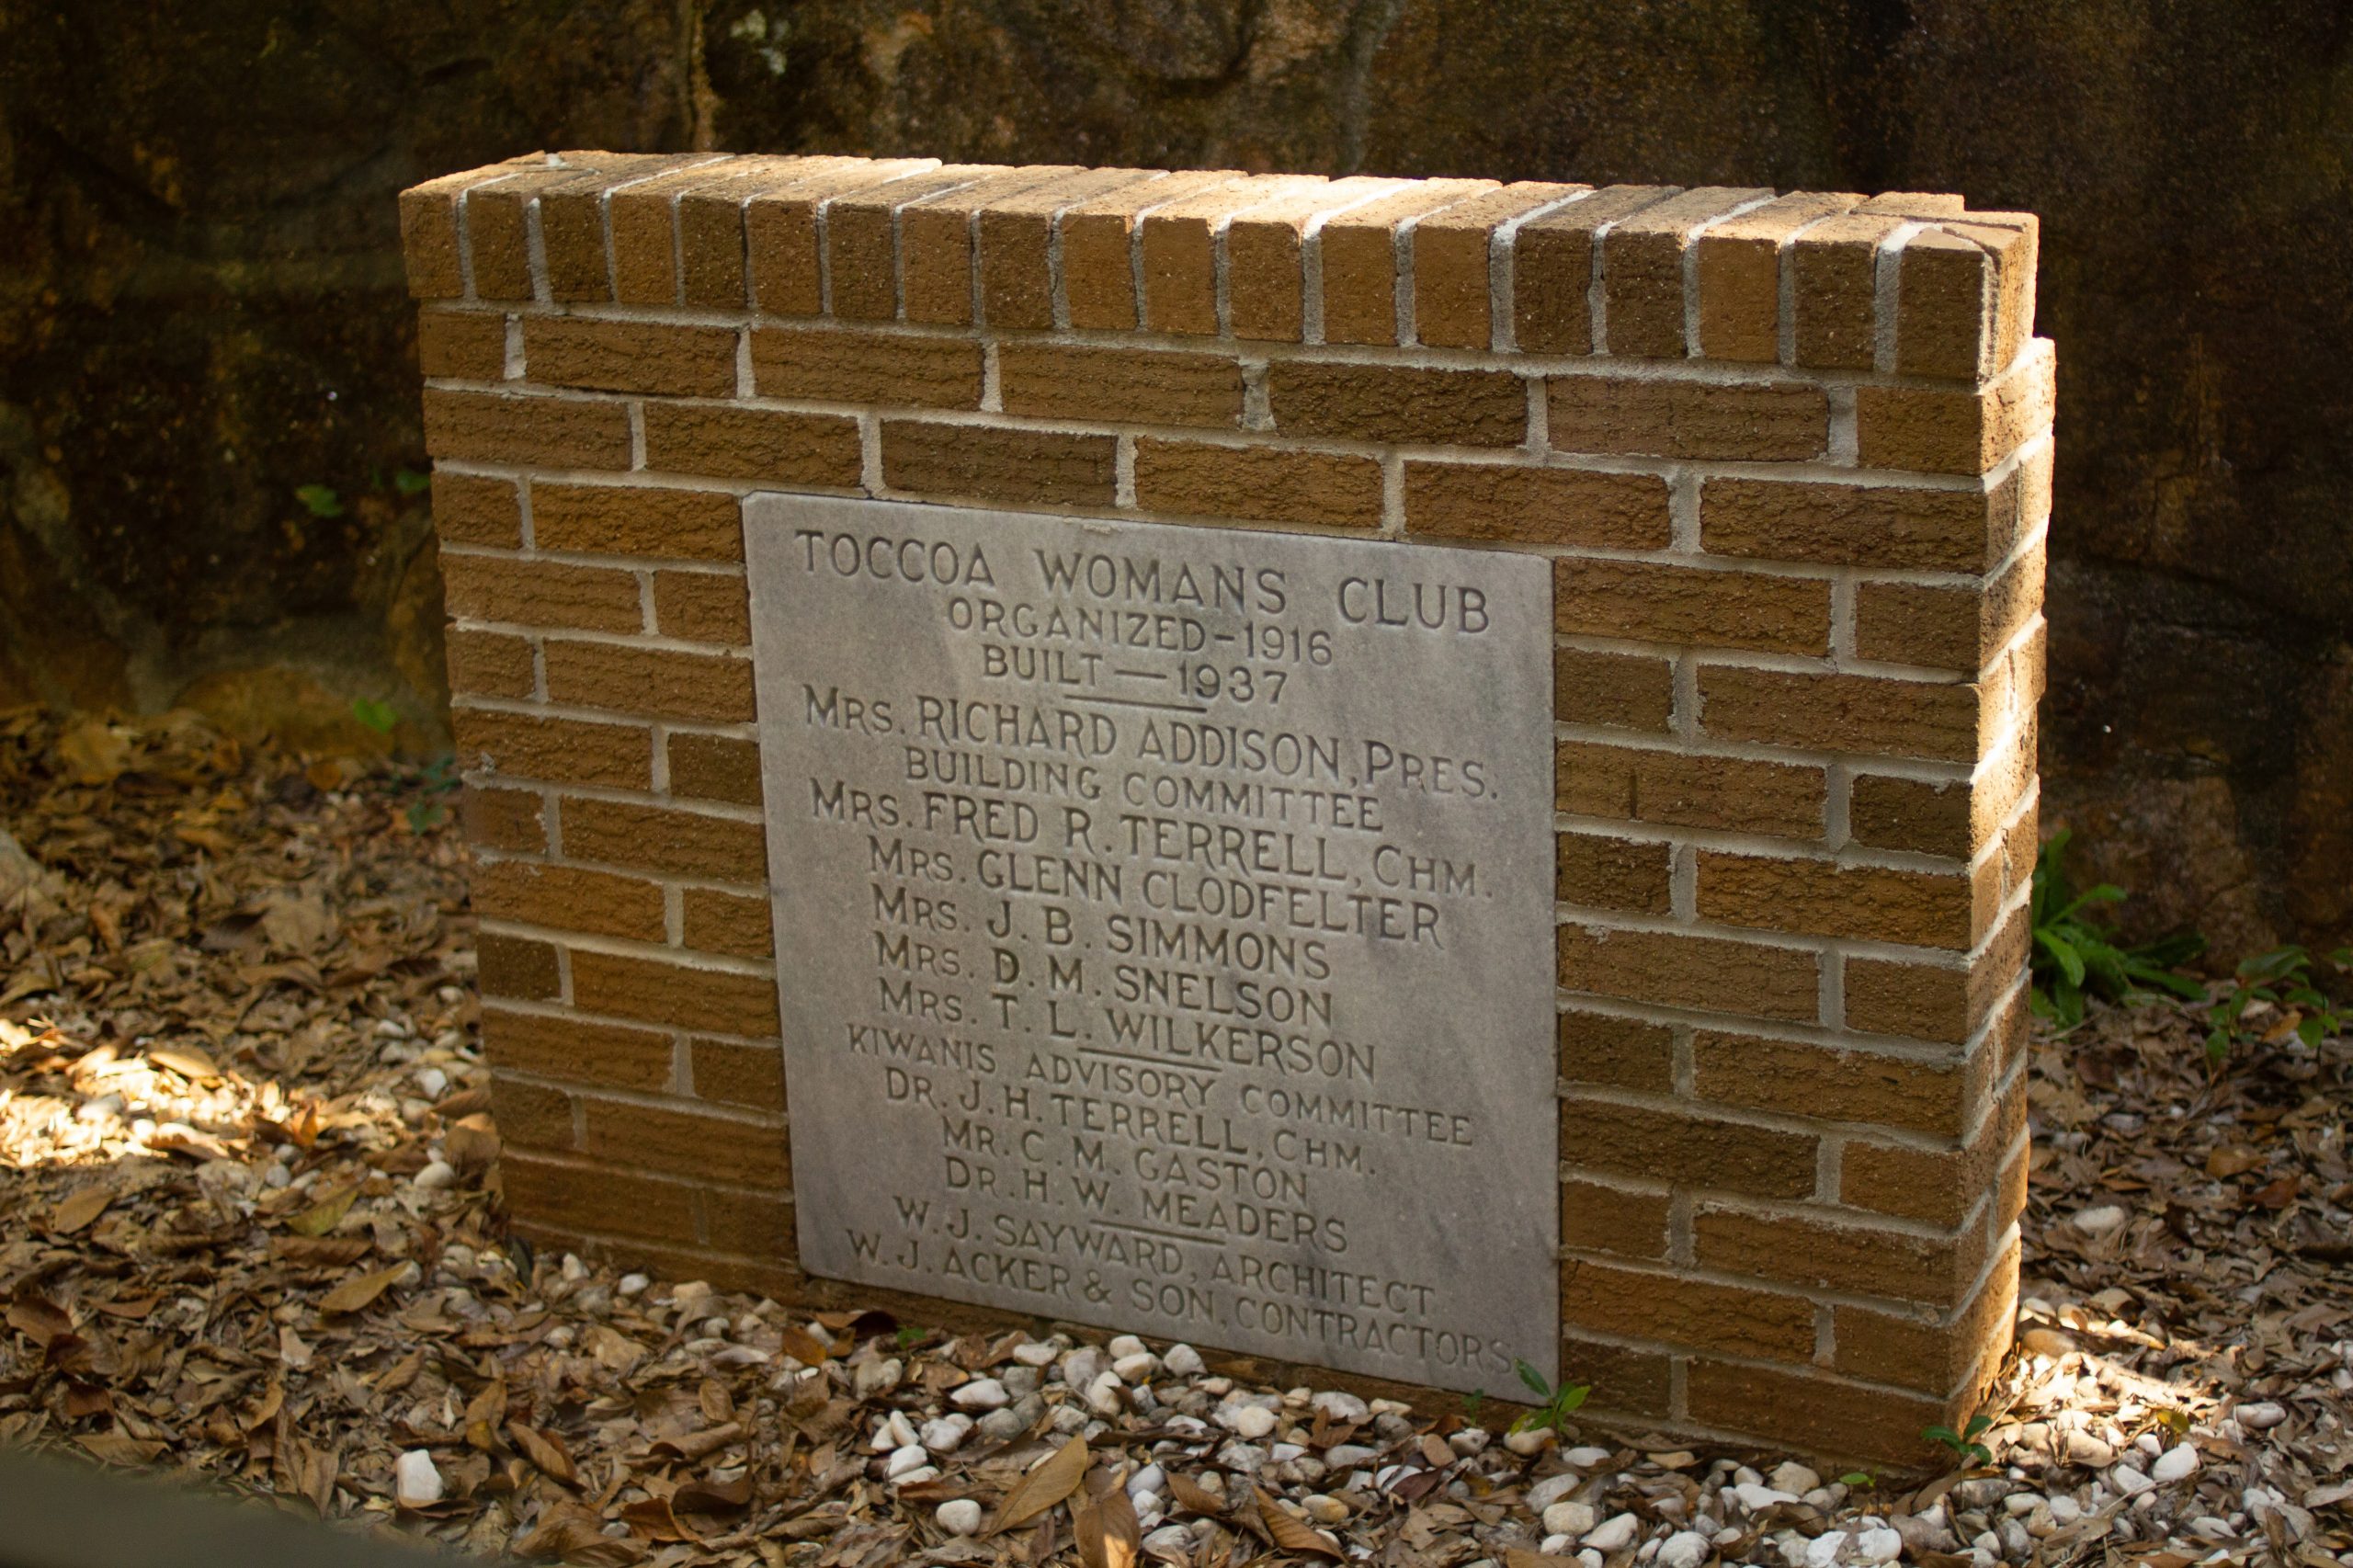 TOCCOA WOMANS CLUB
ORGANIZED-1916
BUILT—1937
MRS. RICHARD ADDISON, PRES.
BUILDING COMMITTEE
MRS. FRED R. TERRELL, CHM.
MRS. GLENN CLODFELTER
MRS. J. B. SIMMONS
MRS. D. M. SNELSON
MRS. T. L. WILKERSON
KIWANIS ADVISORY COMMITTEE
DR. J. H. TERRELL, CHM.
MR. C. M. GASTON
DR. H. W. MEADERS
W. J. SAYWARD, ARCHITECT
W. J. ACKER & SON, CONTRACTORS